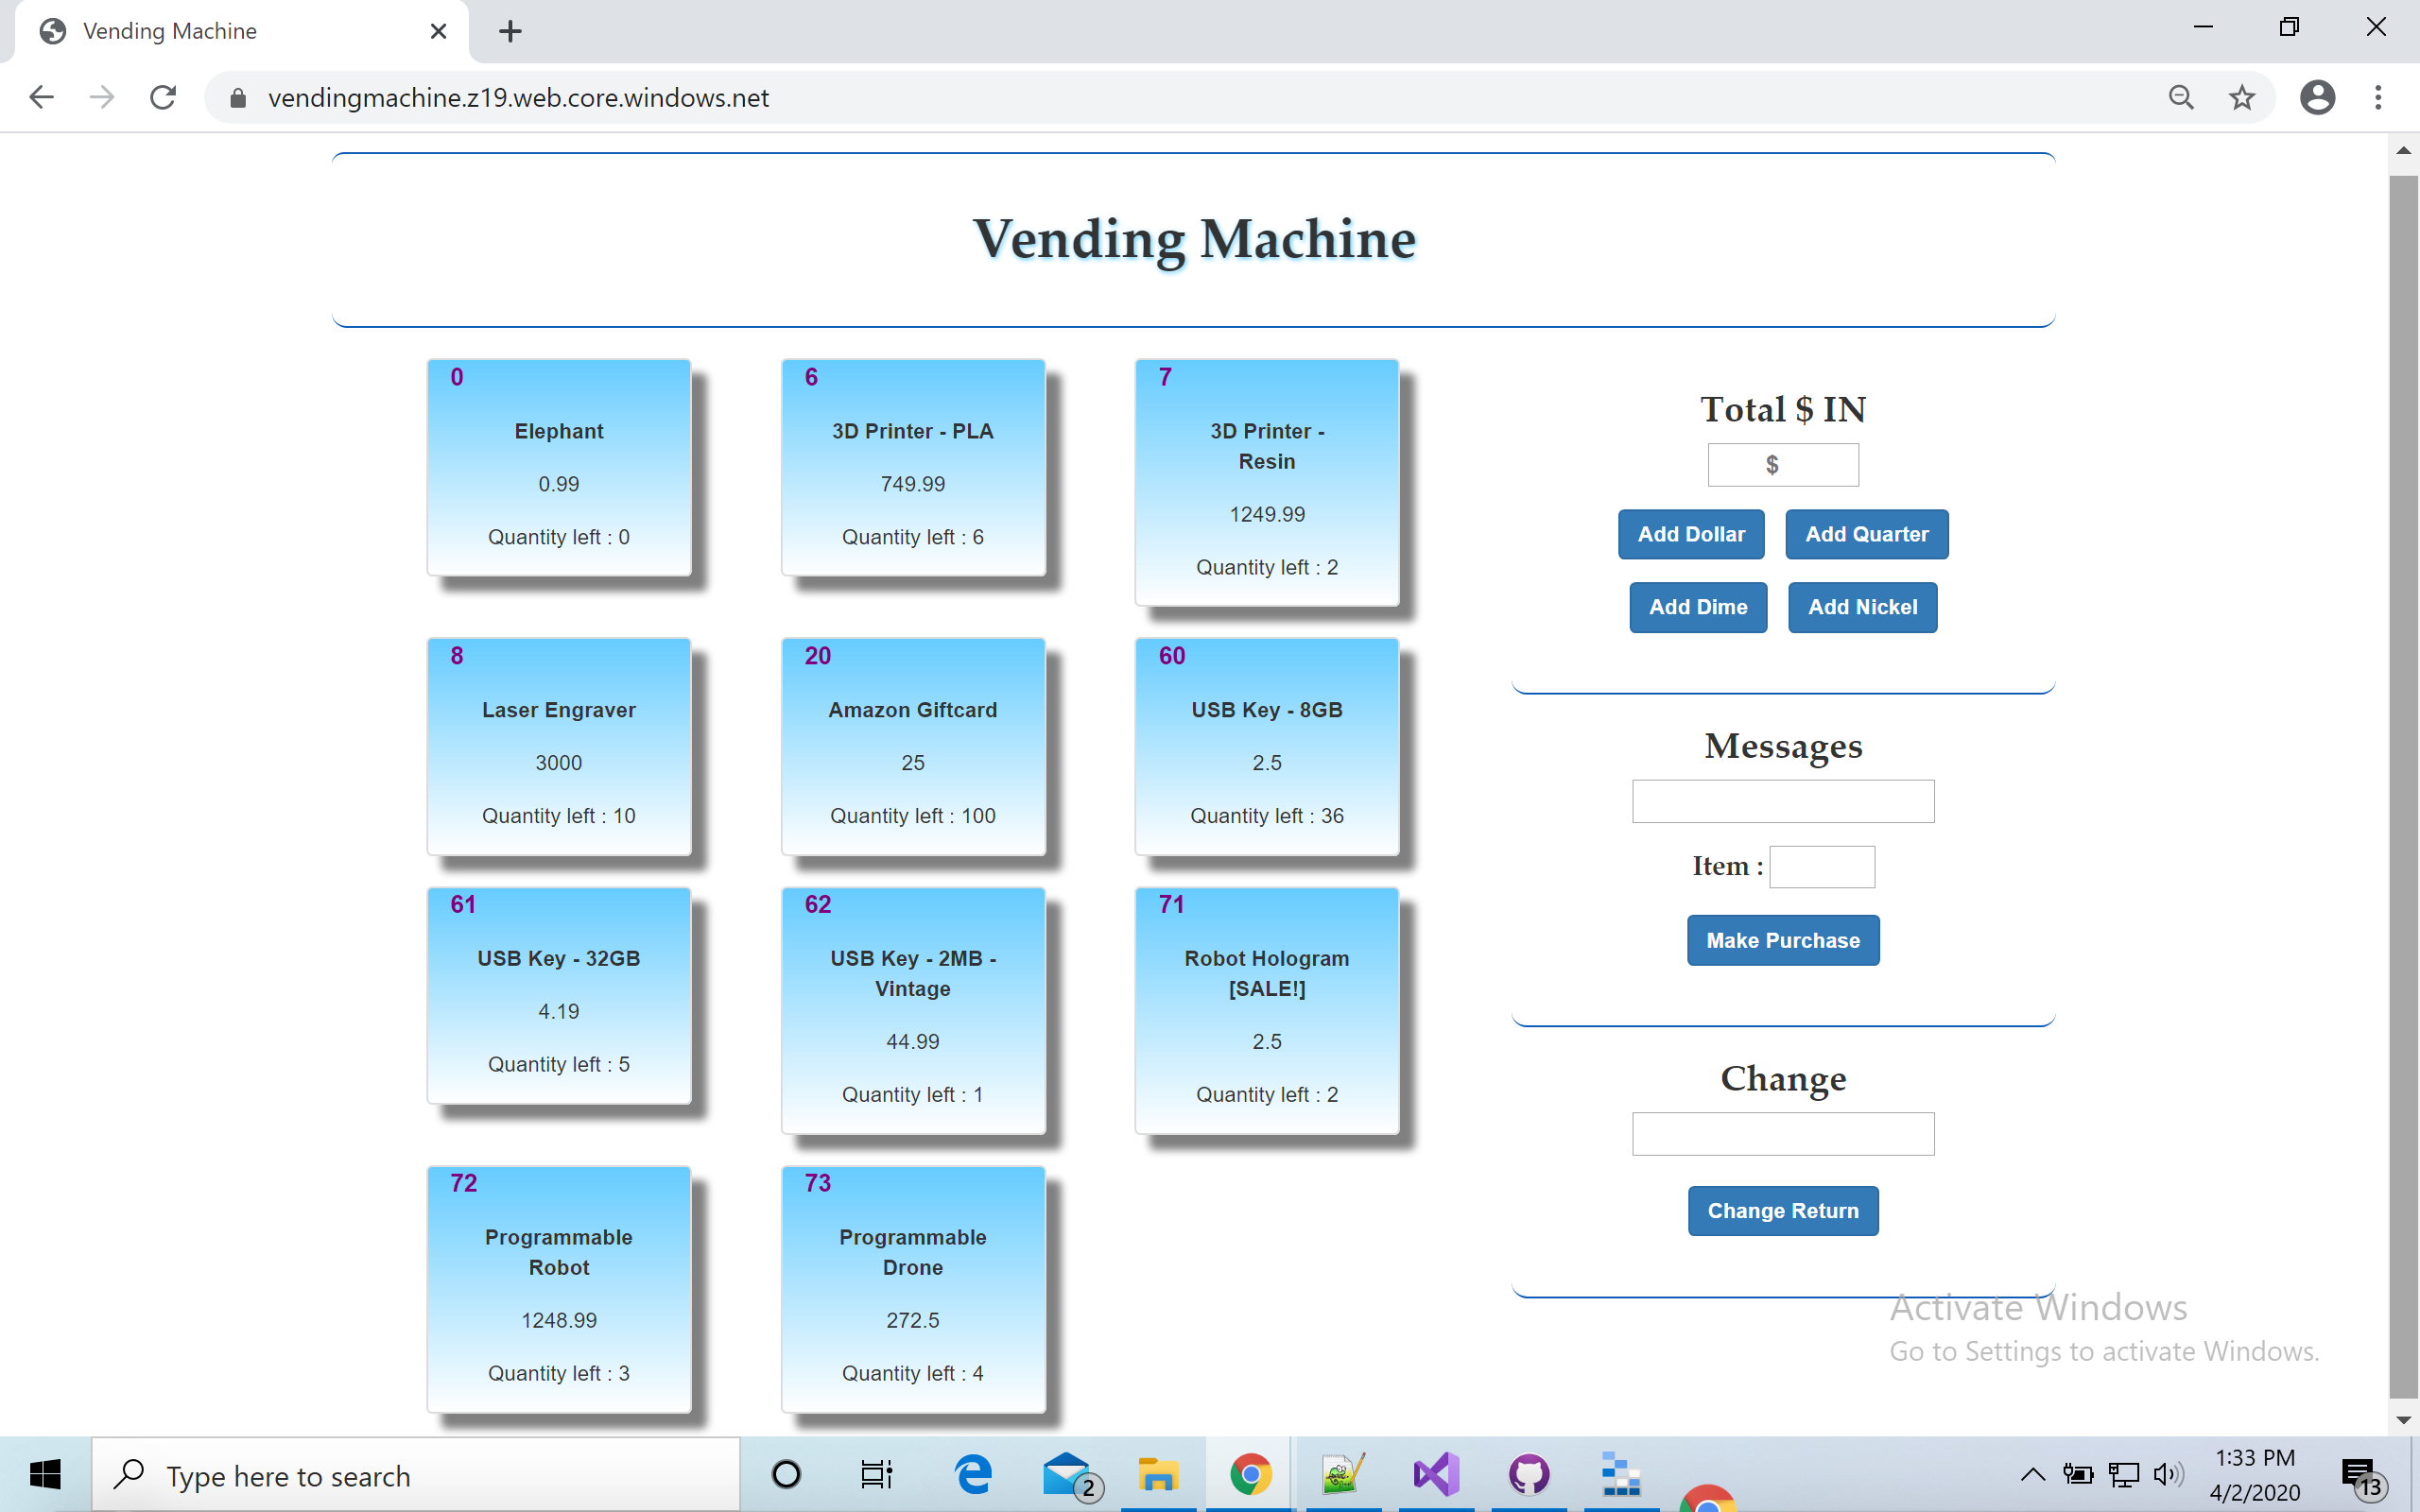 Vending Machine
vendingmachine.z19.web.core.windows.net
Vending Machine
0
Elephant
0.99
Quantity left : 0
6
3D Printer - PLA
749.99
Quantity left : 6
7
3D Printer -
Resin
1249.99
Quantity left : 2
8
Laser Engraver
3000
Quantity left : 10
20
Amazon Giftcard
25
Quantity left : 100
60
USB Key - 8GB
2.5
Quantity left : 36
61
USB Key - 32GB
4.19
Quantity left : 5
62
USB Key - 2MB -
Vintage
44.99
Quantity left : 1
71
Robot Hologram
[SALE!]
2.5
Quantity left : 2
72
Programmable
Robot
1248.99
Quantity left : 3
73
Programmable
Drone
272.5
Quantity left : 4
Total $ IN
$
Add Dollar Add Quarter
Add Dime Add Nickel
Messages
Item :
Make Purchase
Change
Change Return
Activate Windows
Go to Settings to activate Windows.
Type here to search
2
1:33 PM
4/2/2020
13